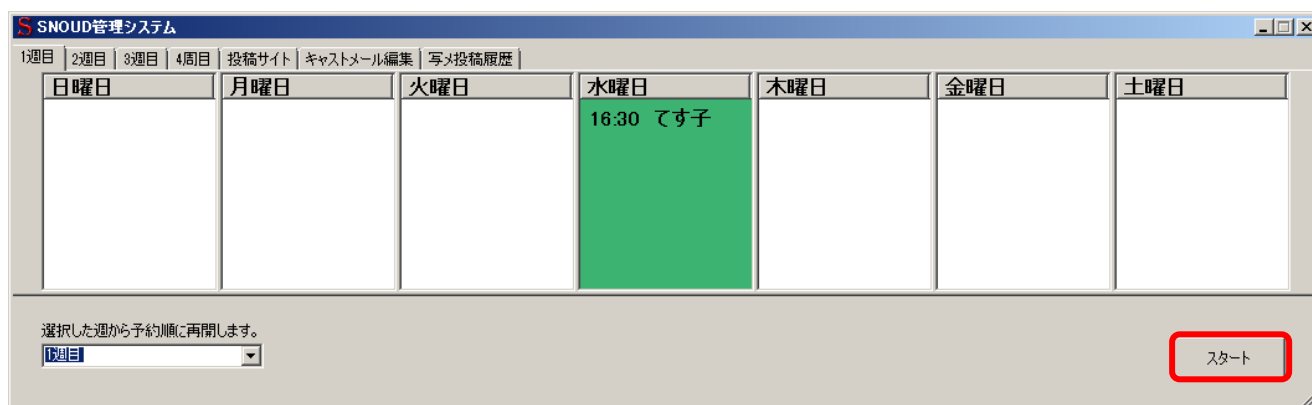 SNOUD管理システム
1週目 2週目 3週目 4周目 投稿サイト キャストメール編集 写メ投稿履歴
日曜日 月曜日 火曜日 水曜日 木曜日 金曜日 土曜日
16:30 てす子
選択した週から予約順に再開します。
1週目
スタート